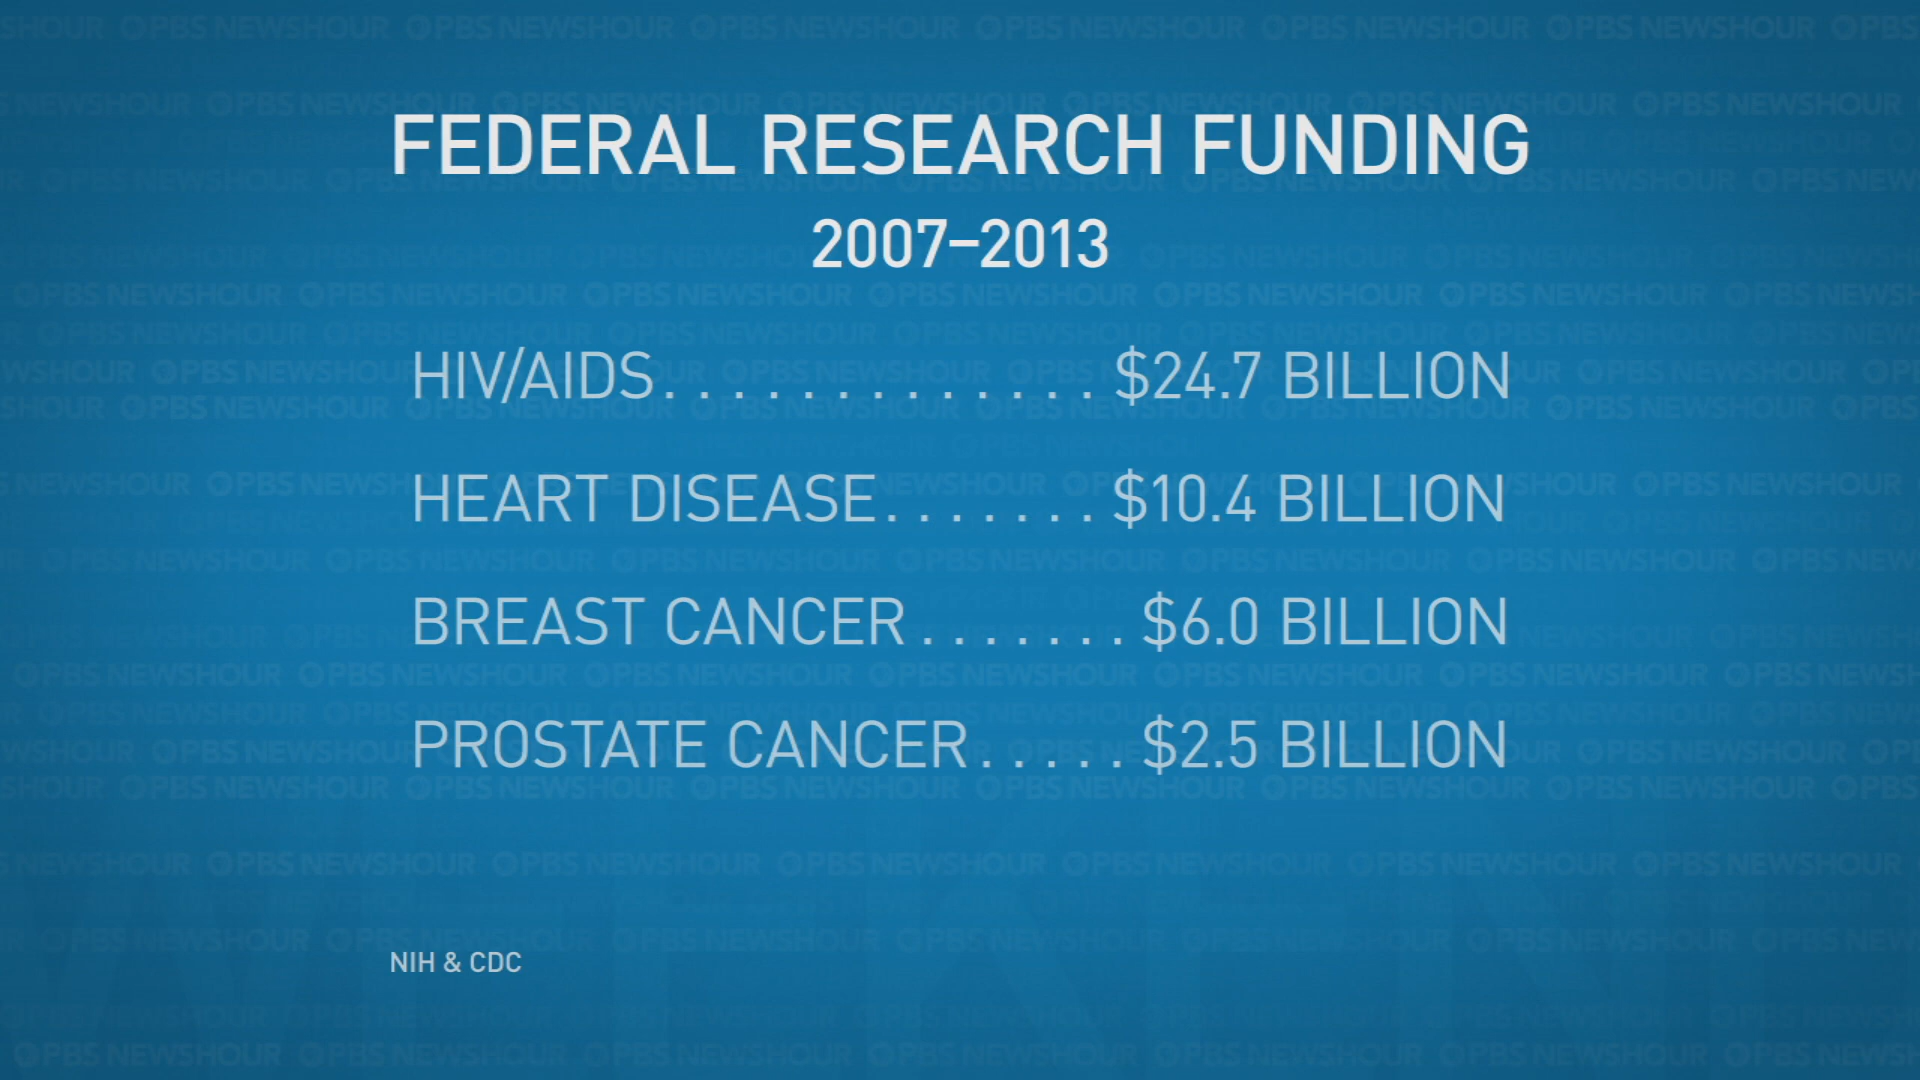 FEDERAL RESEARCH FUNDING
2007–2013
HIV/AIDS. . . . . . . . . . . . . $24.7 BILLION
HEART DISEASE. . . . . . . $10.4 BILLION
BREAST CANCER . . . . . . . $6.0 BILLION
PROSTATE CANCER. . . . . $2.5 BILLION
NIH & CDC